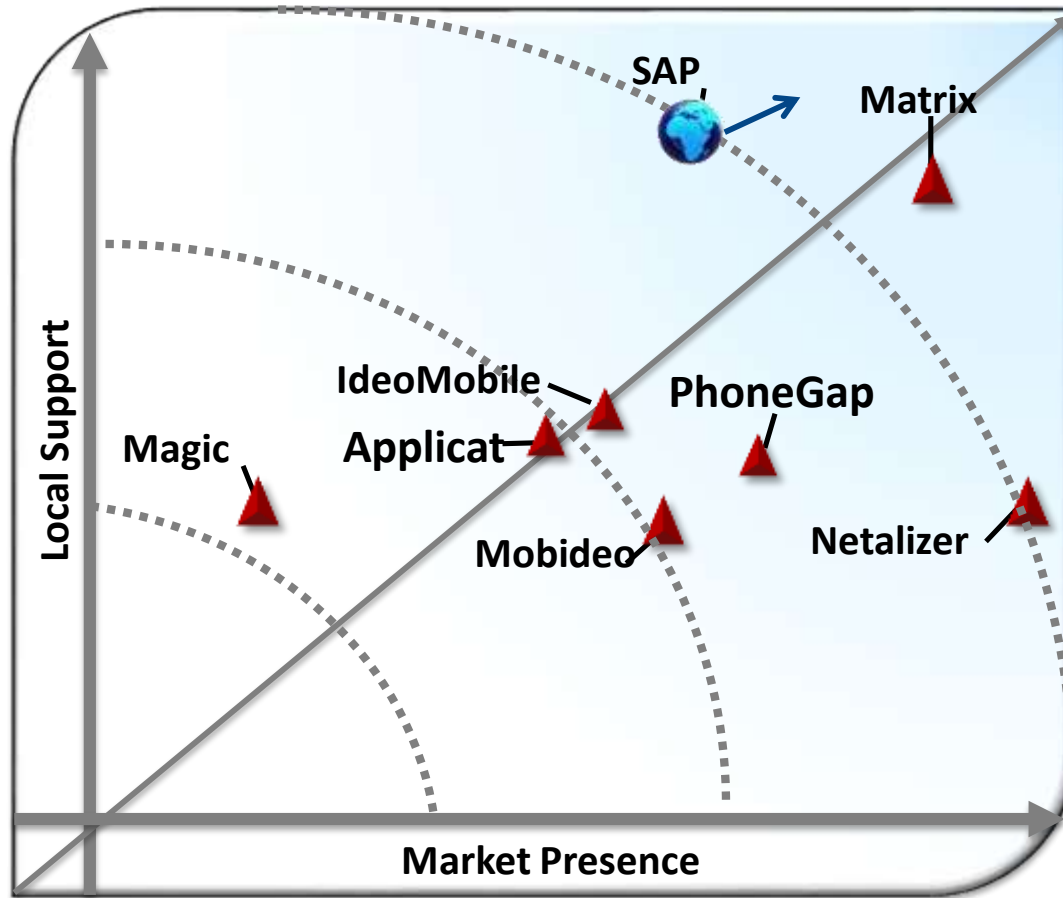 SAP
Matrix
IdeoMobile
PhoneGap
Applicat
Magic
Mobideo
Netalizer
Local Support
Market Presence